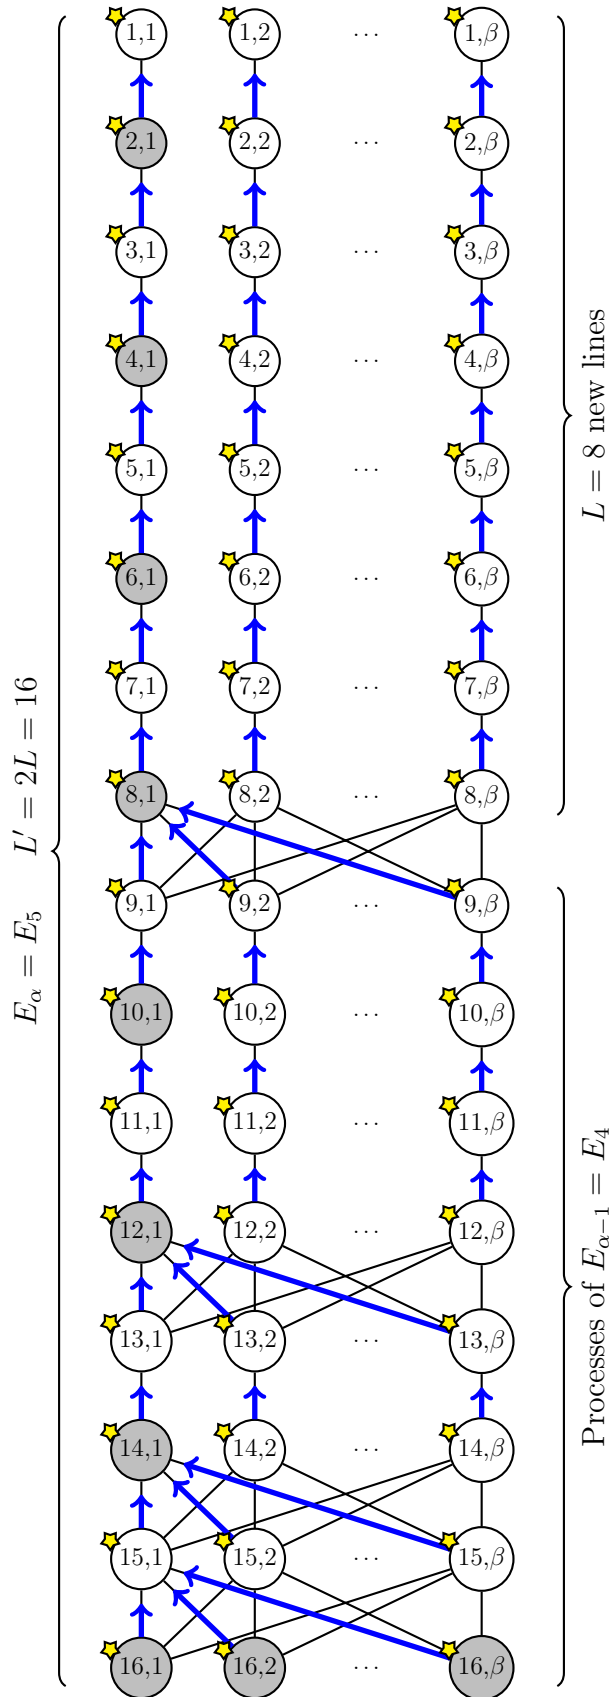 1,1 1,2 ... 1,β
2,1 2,2 ... 2,β
3,1 3,2 ... 3,β
4,1 4,2 ... 4,β
5,1 5,2 ... 5,β
6,1 6,2 ... 6,β
7,1 7,2 ... 7,β
8,1 8,2 ... 8,β
9,1 9,2 ... 9,β
10,1 10,2 ... 10,β
11,1 11,2 ... 11,β
12,1 12,2 ... 12,β
13,1 13,2 ... 13,β
14,1 14,2 ... 14,β
15,1 15,2 ... 15,β
16,1 16,2 ... 16,β
E_α = E_5 L′ = 2L = 16
L = 8 new lines
Processes of E_{α−1} = E_4